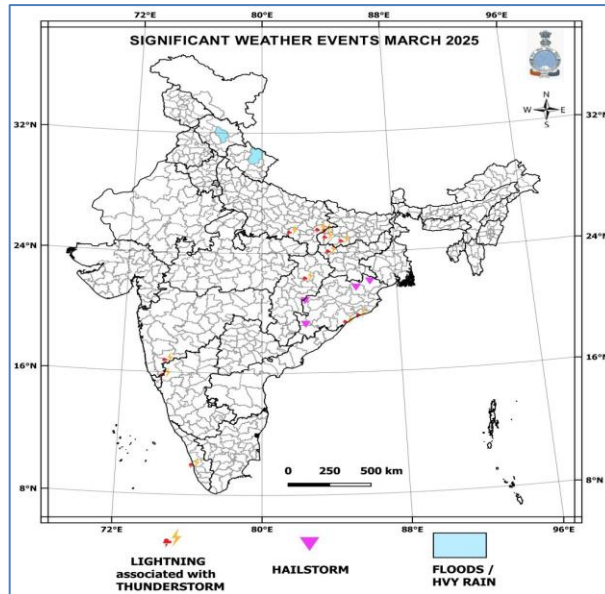 72°E 80°E 88°E 96°E
SIGNIFICANT WEATHER EVENTS MARCH 2025
N
W E
S
32°N 32°N
24°N 24°N
16°N 16°N
8°N 8°N
0 250 500 km
72°E 80°E 88°E 96°E
LIGHTNING
associated with
THUNDERSTORM
HAILSTORM
FLOODS /
HVY RAIN